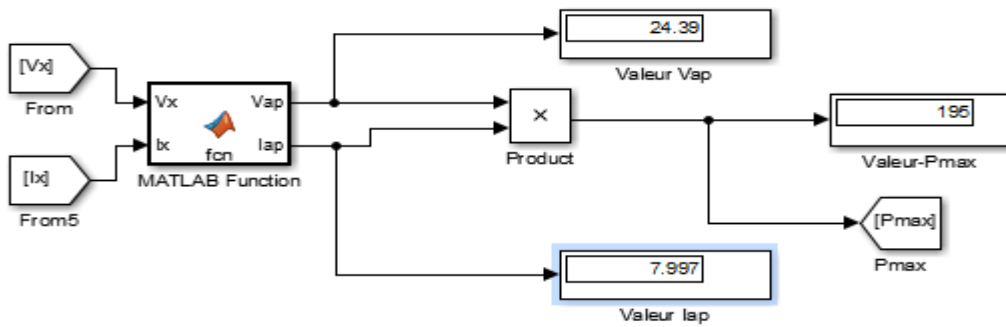 24.39
Valeur Vap
[Vx]
From
Vx
Vap
Ix
Iap
fcn
MATLAB Function
×
Product
195
Valeur-Pmax
[Ix]
From5
[Pmax]
Pmax
7.997
Valeur Iap